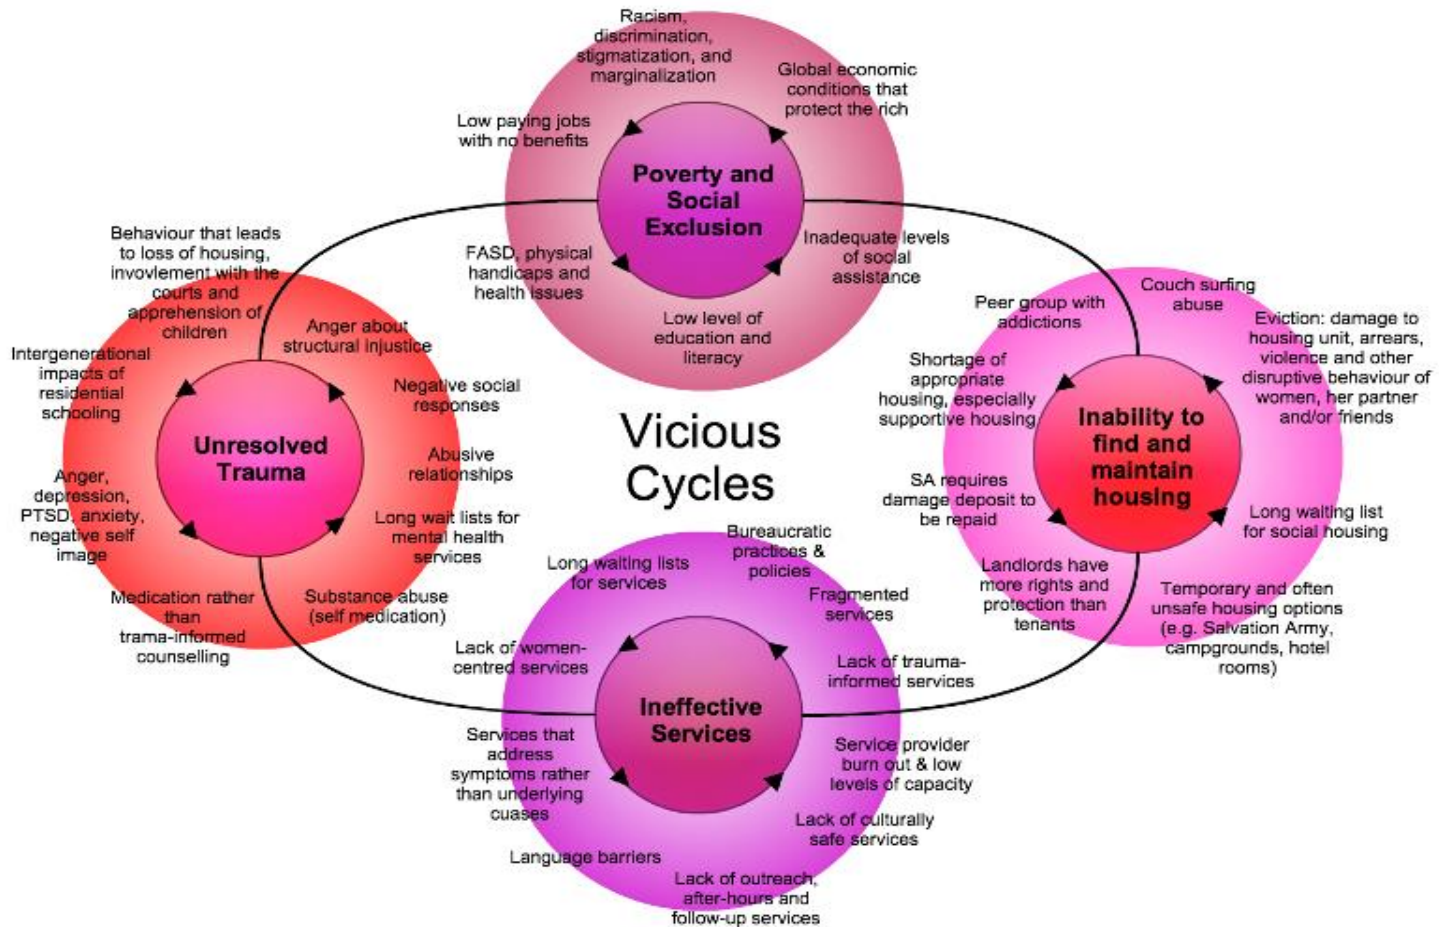 Racism,
discrimination,
stigmatization, and
marginalization
Global economic
conditions that
protect the rich
Low paying jobs
with no benefits
Poverty and
Social
Exclusion
FASD, physical
handicaps and
health issues
Inadequate levels
of social
assistance
Low level of
education and
literacy
Behaviour that leads
to loss of housing,
invovlement with the
courts and
apprehension of
children
Anger about
structural injustice
Intergenerational
impacts of
residential
schooling
Negative social
responses
Unresolved
Trauma
Abusive
relationships
Anger,
depression,
PTSD, anxiety,
negative self
image
Long wait lists for
mental health
services
Medication rather
than
trama-informed
counselling
Substance abuse
(self medication)
Vicious
Cycles
Couch surfing
abuse
Peer group with
addictions
Eviction: damage to
housing unit, arrears,
violence and other
disruptive behaviour of
women, her partner
and/or friends
Shortage of
appropriate
housing, especially
supportive housing
Inability to
find and
maintain
housing
SA requires
damage deposit to
be repaid
Long waiting list
for social housing
Landlords have
more rights and
protection than
tenants
Temporary and often
unsafe housing options
(e.g. Salvation Army,
campgrounds, hotel
rooms)
Bureaucratic
practices &
policies
Long waiting lists
for services
Fragmented
services
Lack of women-
centred services
Lack of trauma-
informed services
Ineffective
Services
Services that
address
symptoms rather
than underlying
cuases
Service provider
burn out & low
levels of capacity
Lack of culturally
safe services
Language barriers
Lack of outreach,
after-hours and
follow-up services